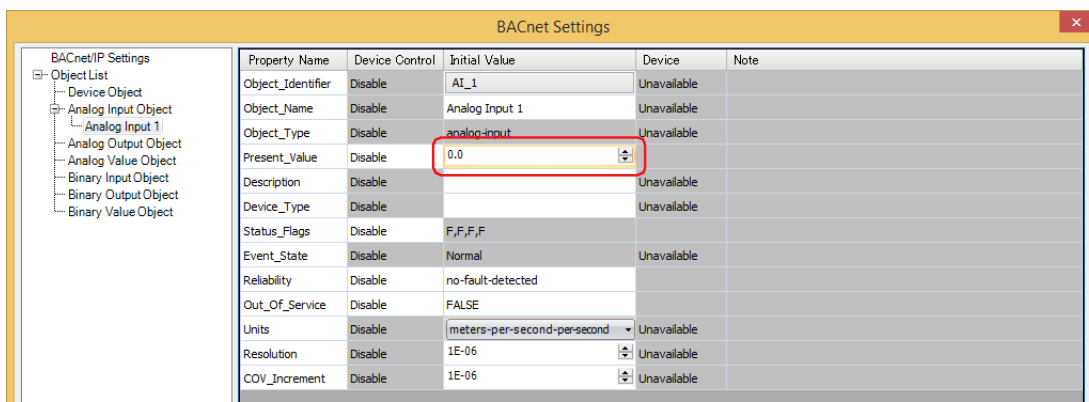 BACnet Settings
BACnet/IP Settings
Object List
Device Object
Analog Input Object
Analog Input 1
Analog Output Object
Analog Value Object
Binary Input Object
Binary Output Object
Binary Value Object
Property Name Device Control Initial Value Device Note
Object_Identifier Disable AI_1 Unavailable
Object_Name Disable Analog Input 1 Unavailable
Object_Type Disable analog-input Unavailable
Present_Value Disable 0.0
Description Disable Unavailable
Device_Type Disable Unavailable
Status_Flags Disable F,F,F,F
Event_State Disable Normal Unavailable
Reliability Disable no-fault-detected
Out_Of_Service Disable FALSE
Units Disable meters-per-second-per-second Unavailable
Resolution Disable 1E-06 Unavailable
COV_Increment Disable 1E-06 Unavailable